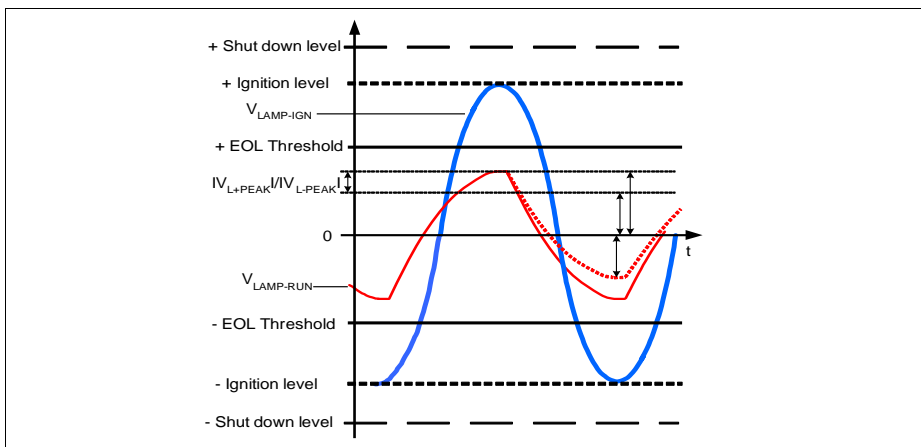 + Shut down level
+ Ignition level
VLAMP-IGN
+ EOL Threshold
IVL+PEAKI/IVL-PEAKI
0
t
VLAMP-RUN
- EOL Threshold
- Ignition level
- Shut down level